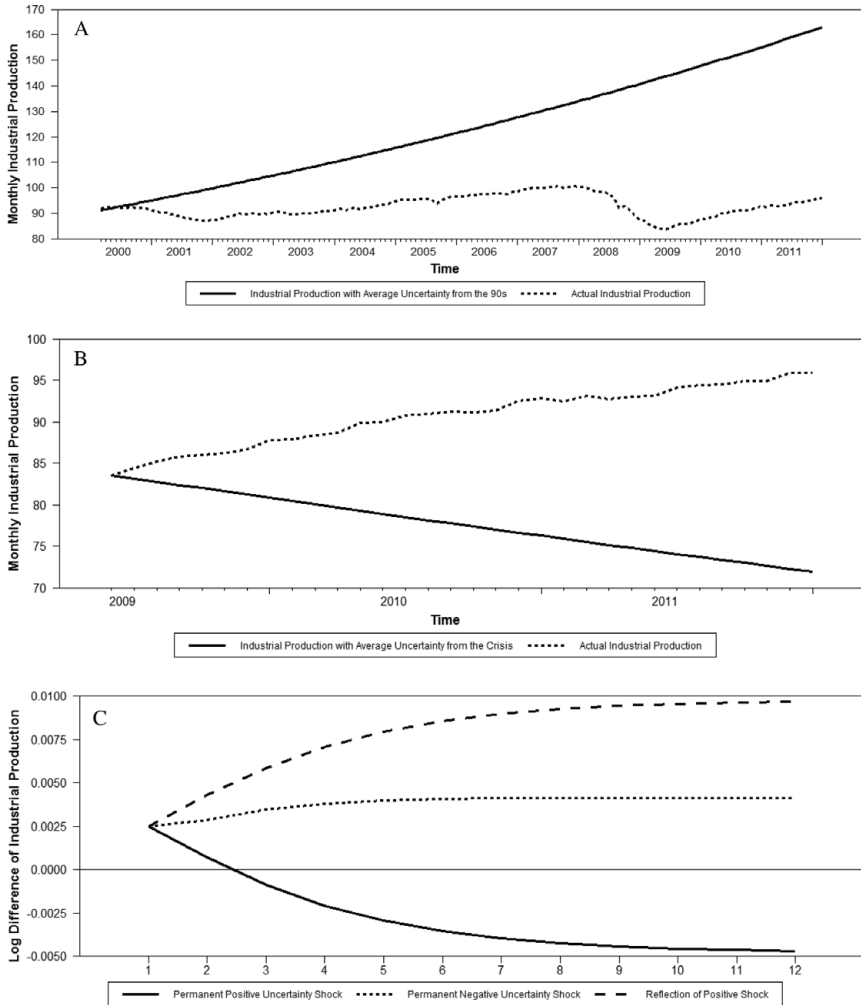 A
Monthly Industrial Production
170
160
150
140
130
120
110
100
90
80
2000 2001 2002 2003 2004 2005 2006 2007 2008 2009 2010 2011
Time
Industrial Production with Average Uncertainty from the 90s Actual Industrial Production
B
Monthly Industrial Production
100
95
90
85
80
75
70
2009 2010 2011
Time
Industrial Production with Average Uncertainty from the Crisis Actual Industrial Production
C
Log Difference of Industrial Production
0.0100
0.0075
0.0050
0.0025
0.0000
-0.0025
-0.0050
1 2 3 4 5 6 7 8 9 10 11 12
Permanent Positive Uncertainty Shock Permanent Negative Uncertainty Shock Reflection of Positive Shock